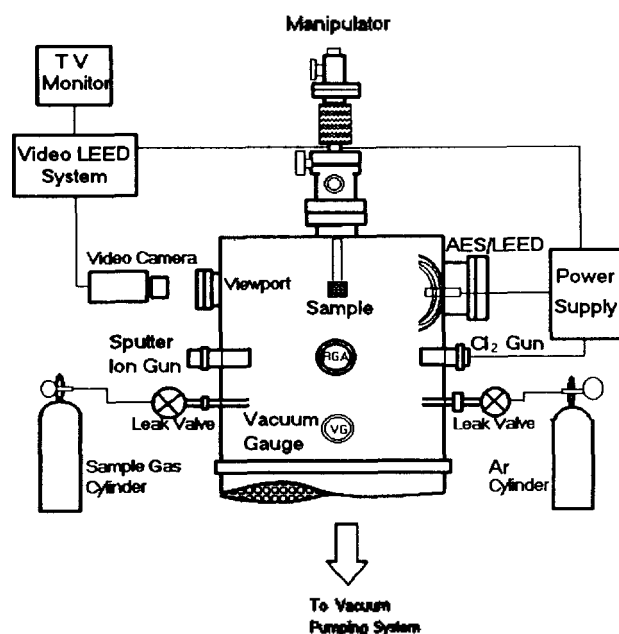 Manipulator
TV
Monitor
Video LEED
System
Video Camera
Viewport
Sample
AES/LEED
Power
Supply
Sputter
Ion Gun
RGA
Cl₂ Gun
Leak Valve
Vacuum
Gauge
VG
Leak Valve
Sample Gas
Cylinder
Ar
Cylinder
To Vacuum
Pumping System